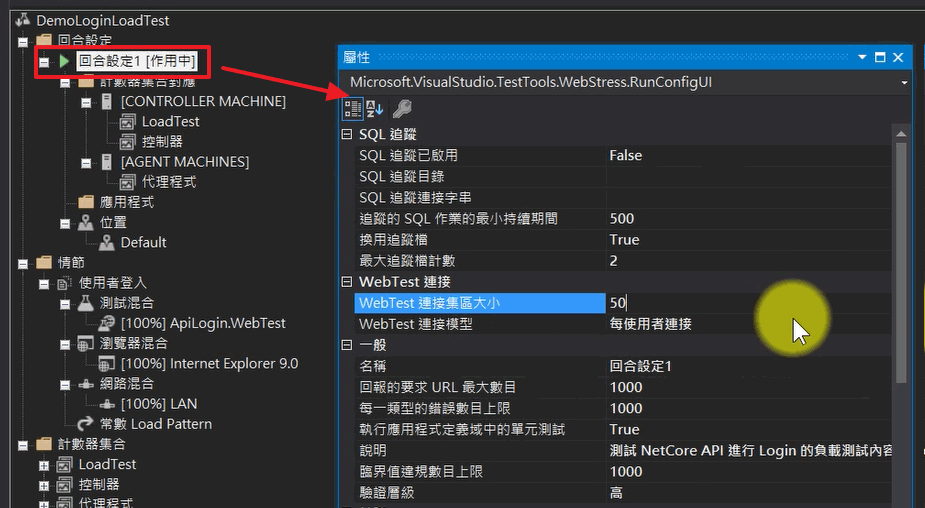 DemoLoginLoadTest
回合設定
回合設定1 [作用中]
計數器集合對應
[CONTROLLER MACHINE]
LoadTest
控制器
[AGENT MACHINES]
代理程式
應用程式
位置
Default
情節
使用者登入
測試混合
[100%] ApiLogin.WebTest
瀏覽器混合
[100%] Internet Explorer 9.0
網路混合
[100%] LAN
常數 Load Pattern
計數器集合
LoadTest
控制器
代理程式
屬性
Microsoft.VisualStudio.TestTools.WebStress.RunConfigUI
SQL 追蹤
SQL 追蹤已啟用 False
SQL 追蹤目錄
SQL 追蹤連接字串
追蹤的 SQL 作業的最小持續期間 500
換用追蹤檔 True
最大追蹤檔計數 2
WebTest 連接
WebTest 連接集區大小 50
WebTest 連接模型 每使用者連接
一般
名稱 回合設定1
回報的要求 URL 最大數目 1000
每一類型的錯誤數目上限 1000
執行應用程式定義域中的單元測試 True
說明 測試 NetCore API 進行 Login 的負載測試內容
臨界值違規數目上限 1000
驗證層級 高